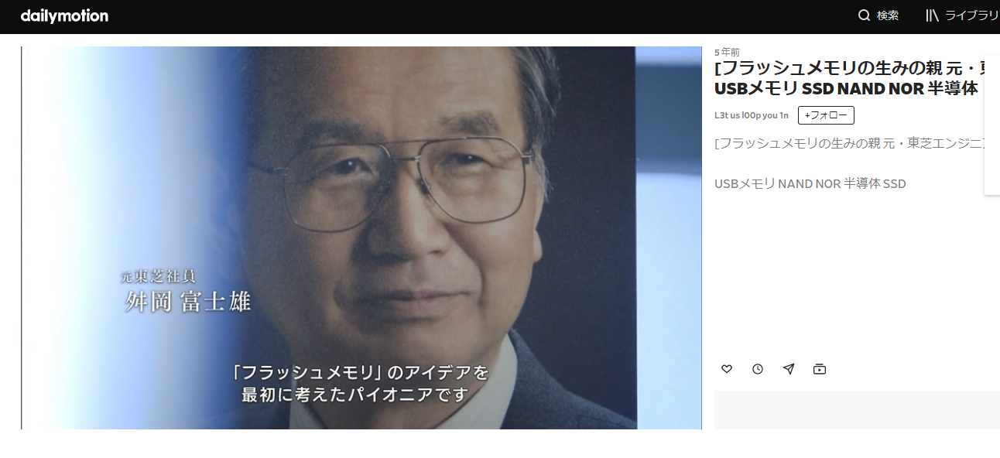 dailymotion
検索
ライブラリ
5 年前
[フラッシュメモリの生みの親 元・
USBメモリ SSD NAND NOR 半導体
L3t us l00p you 1n
+フォロー
[フラッシュメモリの生みの親 元・東芝エンジニ
USBメモリ NAND NOR 半導体 SSD
元東芝社員
舛岡 富士雄
「フラッシュメモリ」のアイデアを
最初に考えたパイオニアです